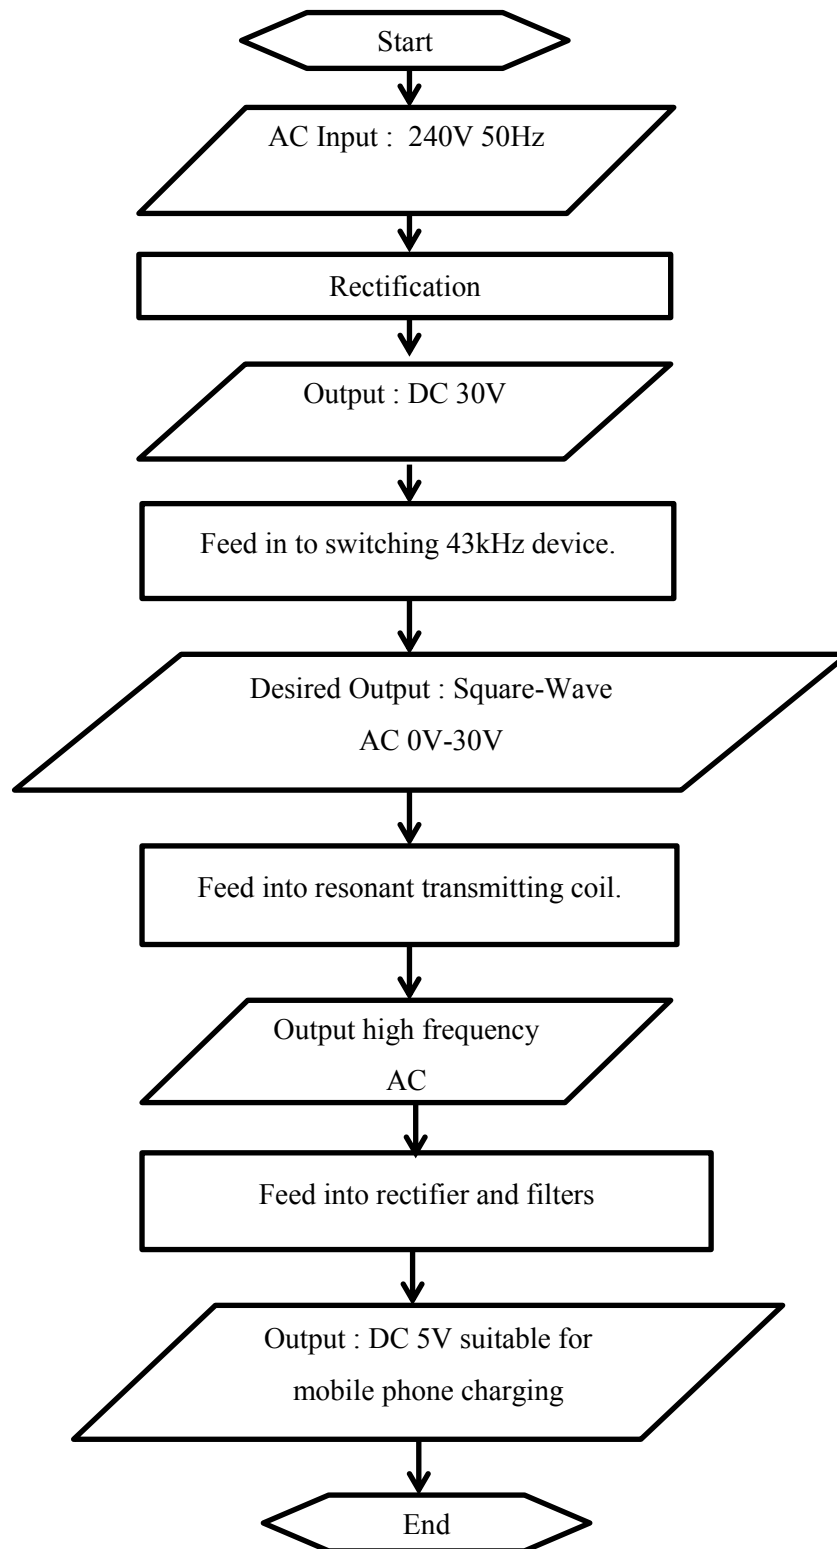 Start
AC Input :  240V 50Hz
Rectification
Output : DC 30V
Feed in to switching 43kHz device.
Desired Output : Square-Wave
AC 0V-30V
Feed into resonant transmitting coil.
Output high frequency
AC
Feed into rectifier and filters
Output : DC 5V suitable for
mobile phone charging
End